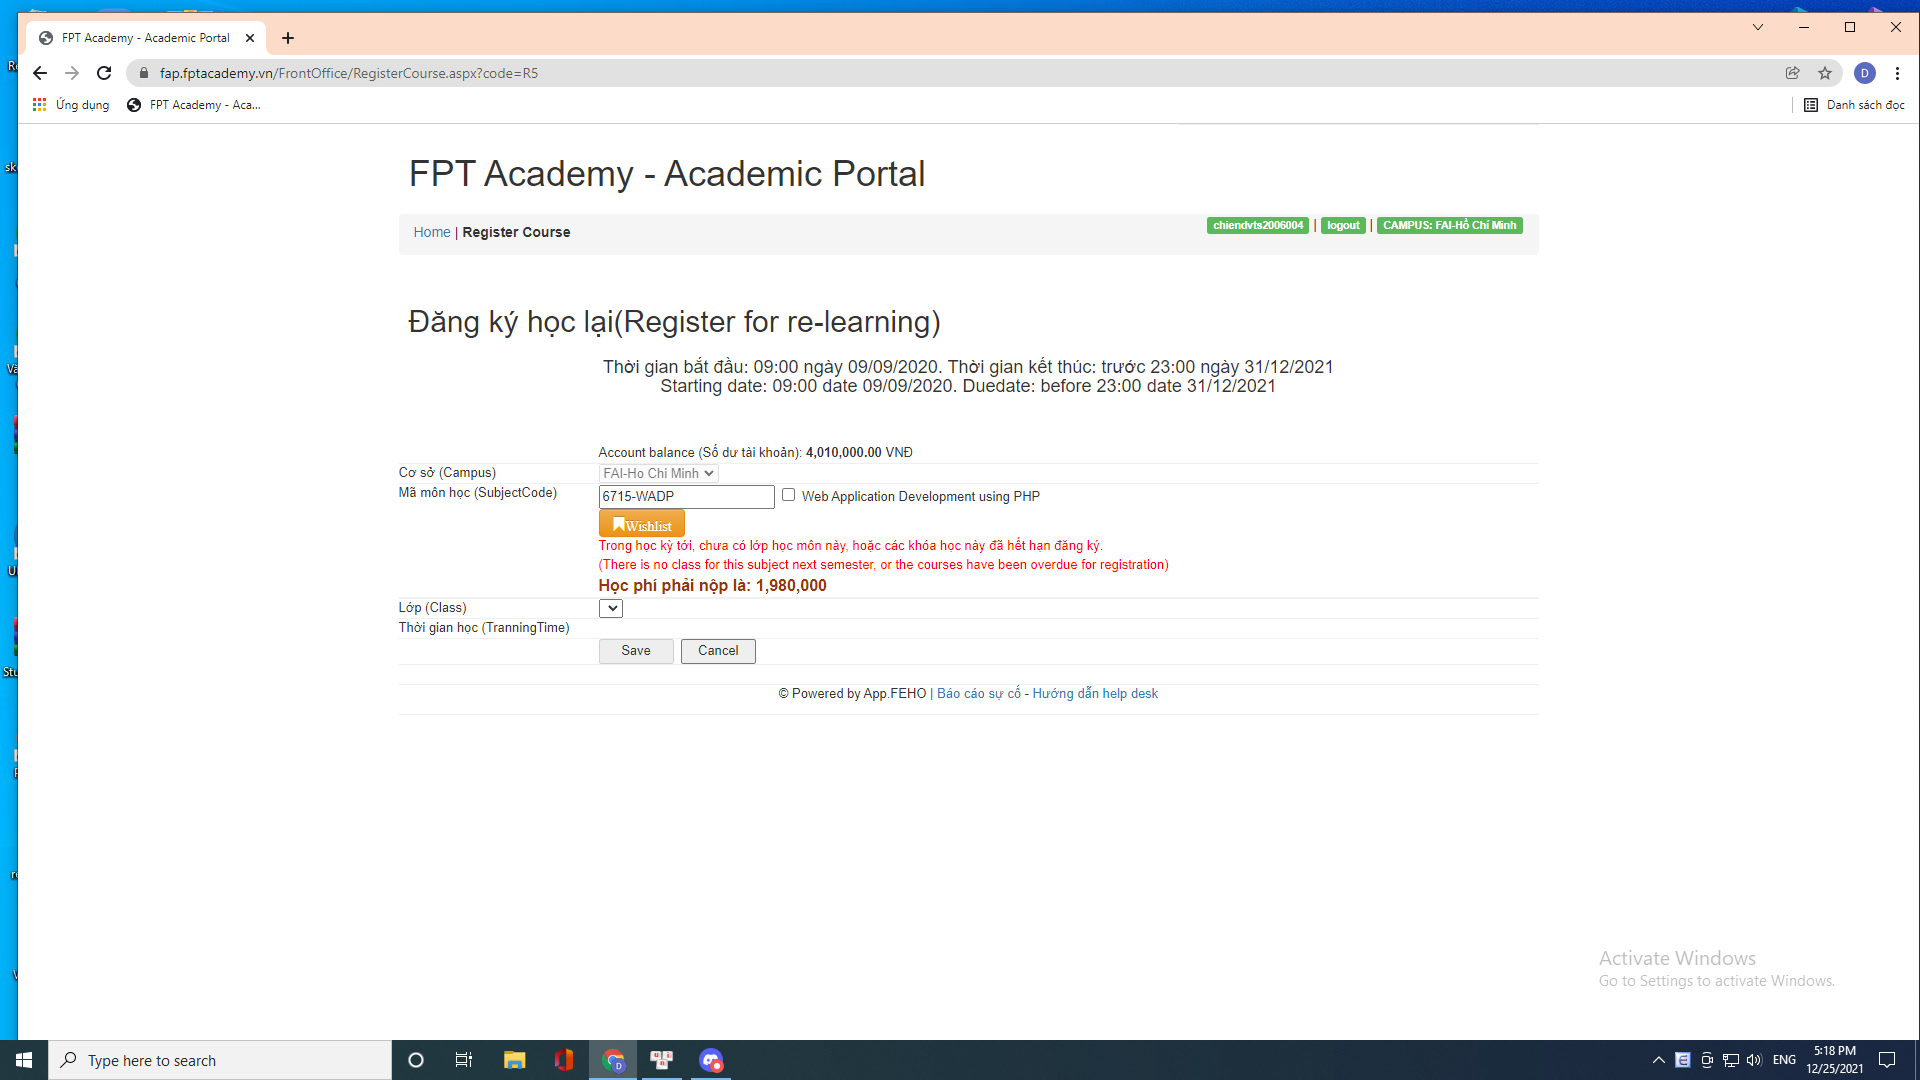 FPT Academy - Academic Portal
fap.fptacademy.vn/FrontOffice/RegisterCourse.aspx?code=R5
D
Ứng dụng
FPT Academy - Aca...
Danh sách đọc
FPT Academy - Academic Portal
Home | Register Course
chiendvts2006004 | logout | CAMPUS: FAI-Hồ Chí Minh
Đăng ký học lại(Register for re-learning)
Thời gian bắt đầu: 09:00 ngày 09/09/2020. Thời gian kết thúc: trước 23:00 ngày 31/12/2021
Starting date: 09:00 date 09/09/2020. Duedate: before 23:00 date 31/12/2021
Account balance (Số dư tài khoản): 4,010,000.00 VNĐ
Cơ sở (Campus)
FAI-Ho Chi Minh
Mã môn học (SubjectCode)
6715-WADP
Web Application Development using PHP
Wishlist
Trong học kỳ tới, chưa có lớp học môn này, hoặc các khóa học này đã hết hạn đăng ký.
(There is no class for this subject next semester, or the courses have been overdue for registration)
Học phí phải nộp là: 1,980,000
Lớp (Class)
Thời gian học (TranningTime)
Save
Cancel
© Powered by App.FEHO | Báo cáo sự cố - Hướng dẫn help desk
Activate Windows
Go to Settings to activate Windows.
Type here to search
ENG
5:18 PM
12/25/2021